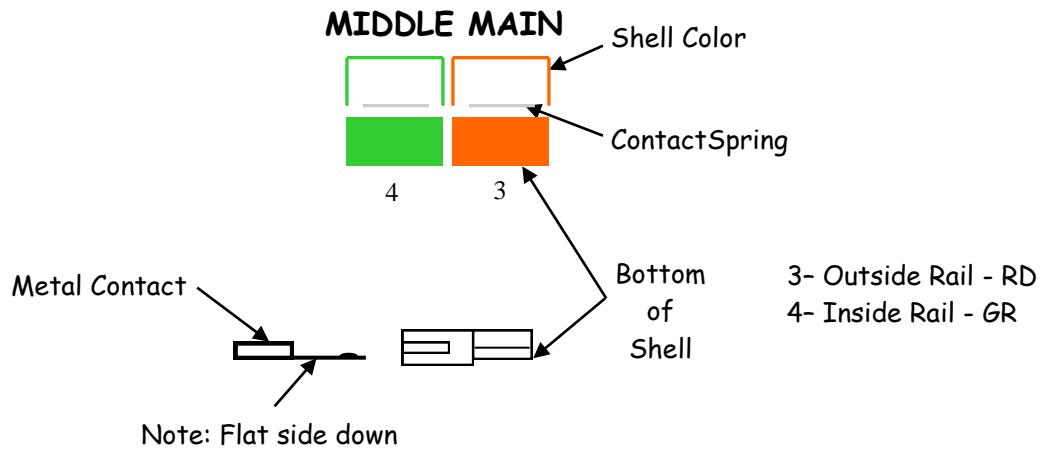 MIDDLE MAIN
Shell Color
ContactSpring
4
3
Metal Contact
Bottom
of
Shell
3– Outside Rail - RD
4– Inside Rail - GR
Note: Flat side down